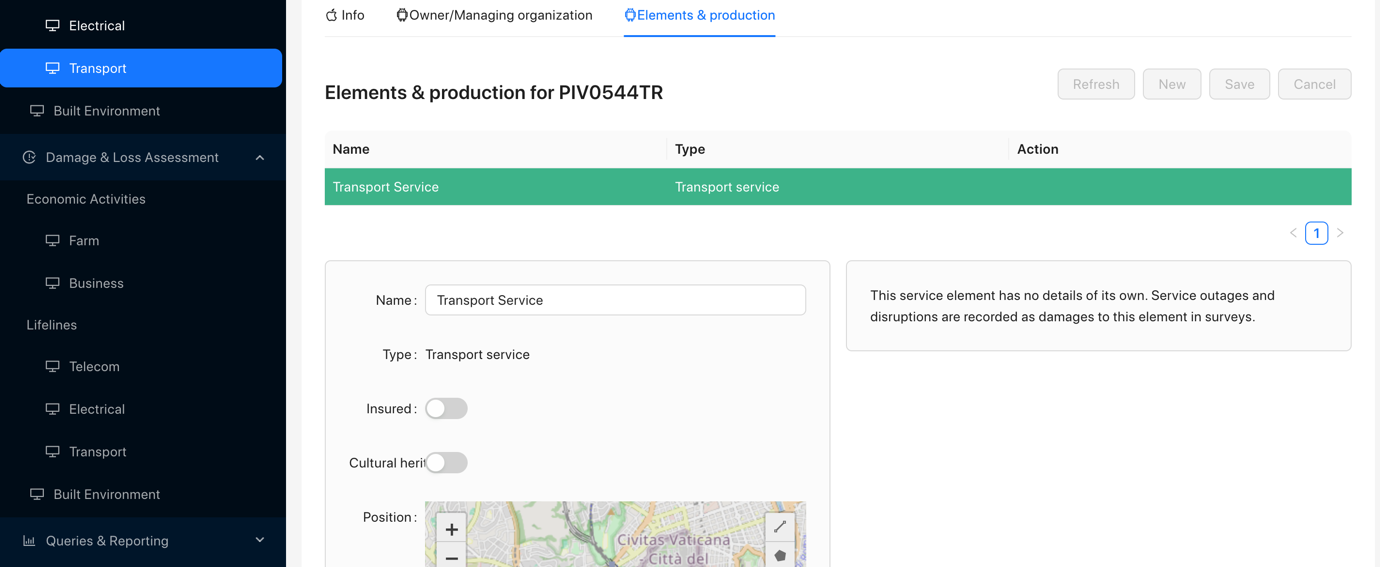 Electrical
Transport
Built Environment
Damage & Loss Assessment
Economic Activities
Farm
Business
Lifelines
Telecom
Electrical
Transport
Built Environment
Queries & Reporting
Info
Owner/Managing organization
Elements & production
Elements & production for PIV0544TR
Refresh
New
Save
Cancel
Name
Type
Action
Transport Service
Transport service
1
Name :
Transport Service
Type :
Transport service
Insured :
Cultural herit
Position :
+
−
Civitas Vaticana
- Città del
This service element has no details of its own. Service outages and
disruptions are recorded as damages to this element in surveys.